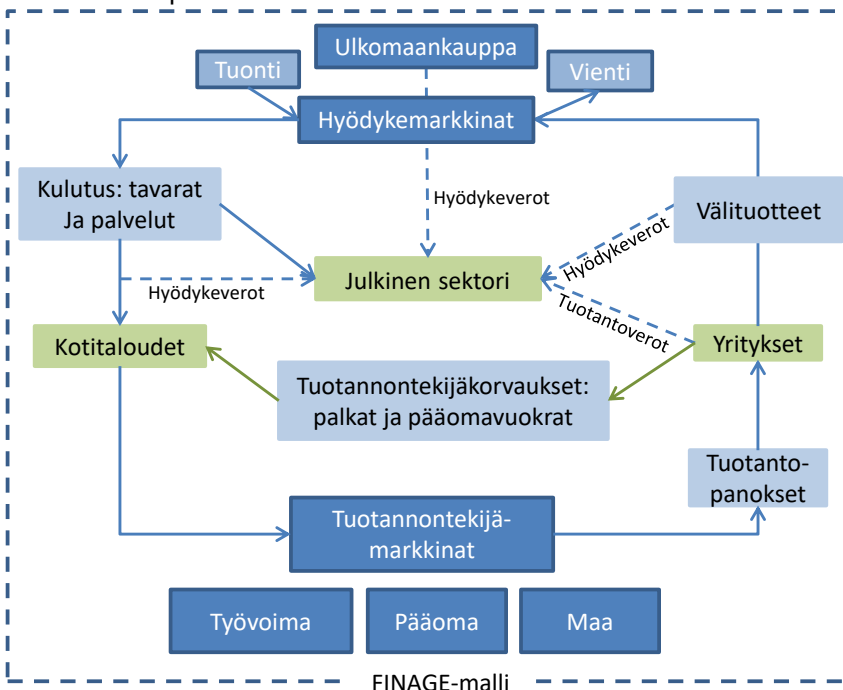 Ulkomaankauppa
Tuonti
Vienti
Hyödykemarkkinat
Kulutus: tavarat
Ja palvelut
Hyödykeverot
Välituotteet
Hyödykeverot
Julkinen sektori
Hyödykeverot
Tuotantoverot
Kotitaloudet
Yritykset
Tuotannontekijäkorvaukset:
palkat ja pääomavuokrat
Tuotanto-
panokset
Tuotannontekijä-
markkinat
Työvoima
Pääoma
Maa
FINAGE-malli